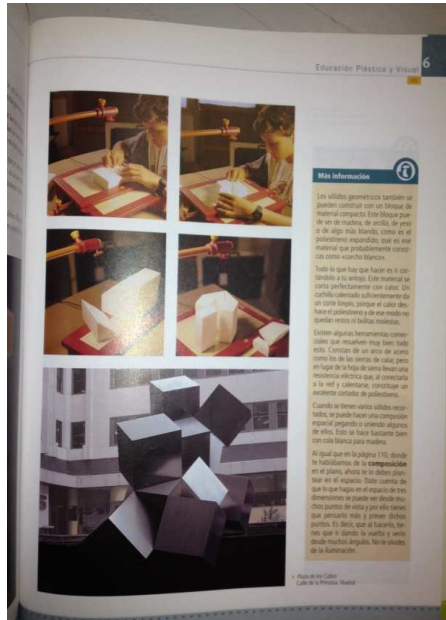 Educación Plástica y Visual
6
Más información
Los sólidos geométricos también se
pueden construir con un bloque de
material compacto. Este bloque pue-
de ser de madera, de arcilla, de yeso
o de algo más blando, como es el
poliestireno expandido, que es ese
material que probablemente conoz-
cas como «corcho blanco».
Todo lo que hay que hacer es ir cor-
tándolo a tu antojo. Este material se
corta perfectamente con calor. Un
cuchillo calentado suficientemente da
un corte limpio, porque el calor des-
hace el poliestireno y de ese modo no
quedan restos ni bolitas molestas.
Existen algunas herramientas comer-
ciales que resuelven muy bien todo
esto. Constan de un arco de acero
como los de las sierras de calar, pero
en lugar de la hoja de sierra llevan una
resistencia eléctrica que, al conectarla
a la red y calentarse, constituye un
excelente cortador de poliestireno.
Cuando se tienen varios sólidos recor-
tados, se puede hacer una composición
espacial pegando o uniendo algunos
de ellos. Esto se hace bastante bien
con cola blanca para madera.
Al igual que en la página 110, donde
te hablábamos de la composición
en el plano, ahora te lo debes plan-
tear en el espacio. Date cuenta de
que lo que hagas en el espacio de tres
dimensiones se puede ver desde mu-
chos puntos de vista y por ello tienes
que pensarlo más y prever dichos
puntos. Es decir, que al hacerlo, tie-
nes que ir dando la vuelta y verlo
desde muchos ángulos. No te olvides
de la iluminación.
Plaza de los Cubos
Calle de la Princesa. Madrid